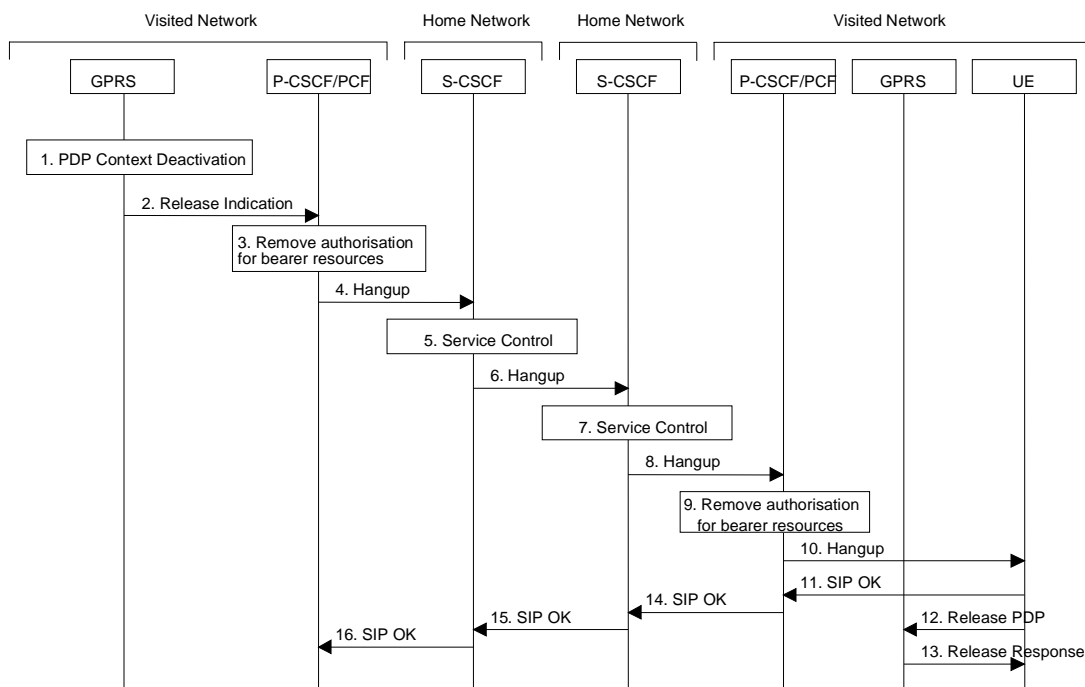 Visited Network
Home Network
Home Network
Visited Network
GPRS
P-CSCF/PCF
S-CSCF
S-CSCF
P-CSCF/PCF
GPRS
UE
1. PDP Context Deactivation
2. Release Indication
3. Remove authorisation
for bearer resources
4. Hangup
5. Service Control
6. Hangup
7. Service Control
8. Hangup
9. Remove authorisation
for bearer resources
10. Hangup
11. SIP OK
14. SIP OK
12. Release PDP
15. SIP OK
16. SIP OK
13. Release Response